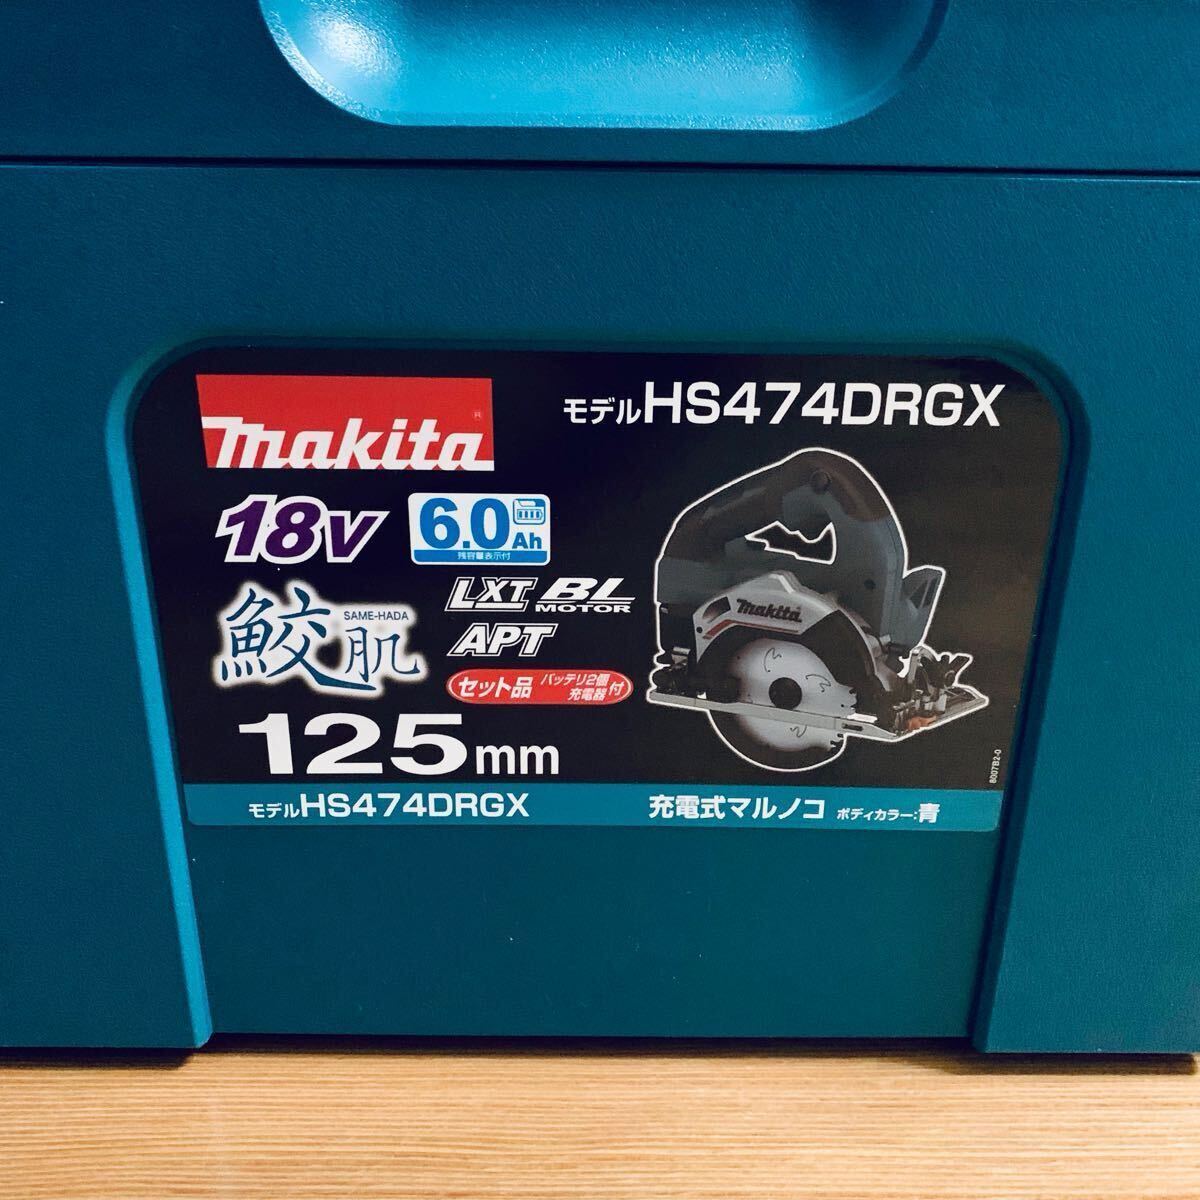 makita®
モデルHS474DRGX
18V
6.0Ah
残容量表示付
鮫肌
SAME-HADA
LXT BL MOTOR
APT
セット品 バッテリ2個 充電器 付
125mm
makita
8007B2-0
モデルHS474DRGX
充電式マルノコ ボディカラー:青